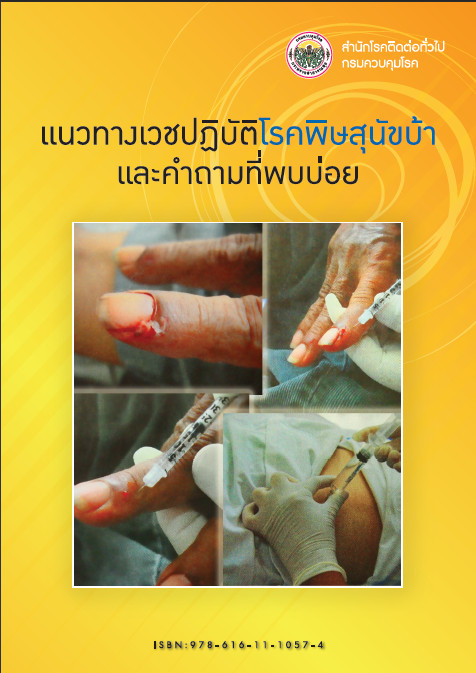 สำนักโรคติดต่อทั่วไป
กรมควบคุมโรค
แนวทางเวชปฏิบัติโรคพิษสุนัขบ้า
และคำถามที่พบบ่อย
ISBN:978-616-11-1057-4